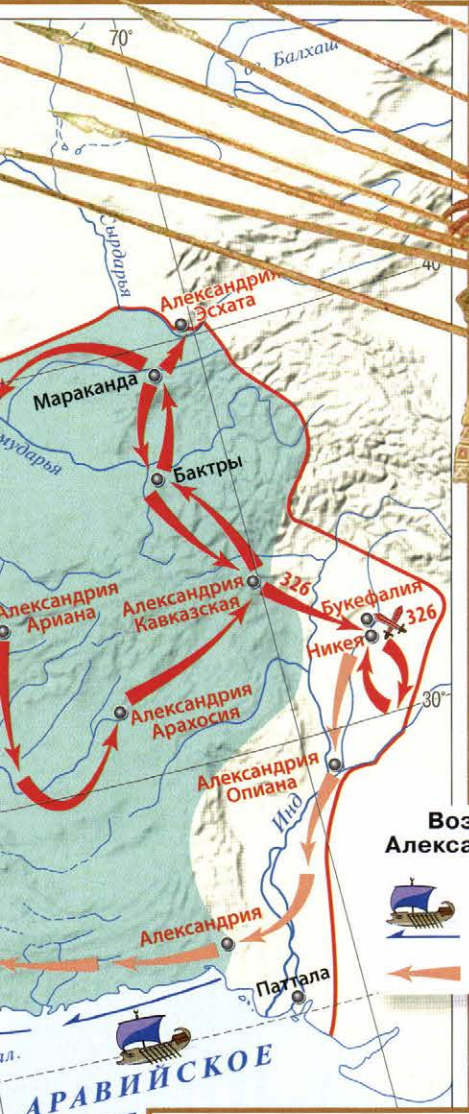 70°
оз. Балхаш
Сырдарья
40
Александрия
Эсхата
Мараканда
мударья
Бактры
Александрия
Ариана
Александрия
Кавказская
326
Букефалия
326
Никея
Александрия
Арахосия
30°
Александрия
Опиана
Инд
Воз
Алекса
Александрия
Паттала
ал.
АРАВИЙСКОЕ